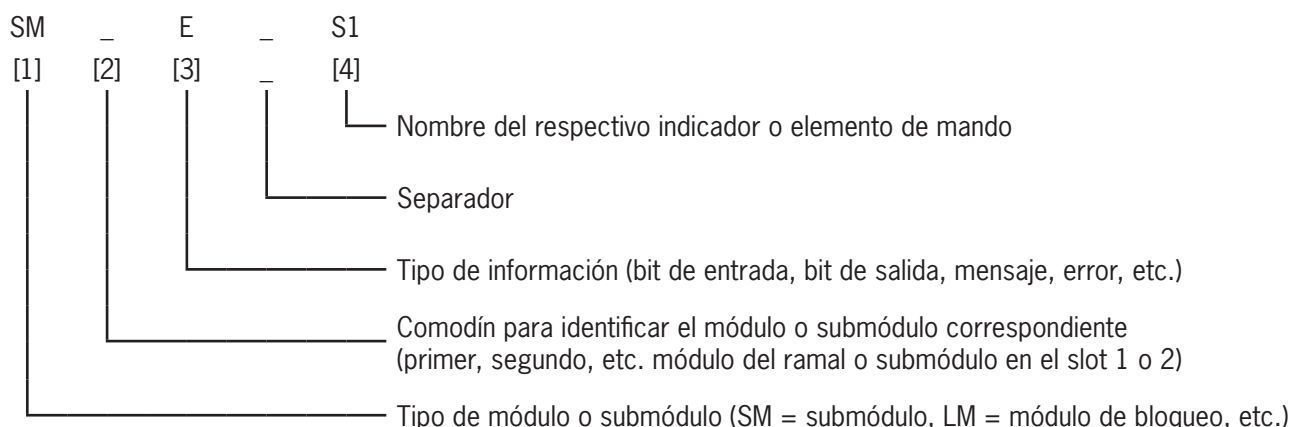 SM _ E _ S1
[1] [2] [3] _ [4]
Nombre del respectivo indicador o elemento de mando
Separador
Tipo de información (bit de entrada, bit de salida, mensaje, error, etc.)
Comodín para identificar el módulo o submódulo correspondiente
(primer, segundo, etc. módulo del ramal o submódulo en el slot 1 o 2)
Tipo de módulo o submódulo (SM = submódulo, LM = módulo de bloqueo, etc.)